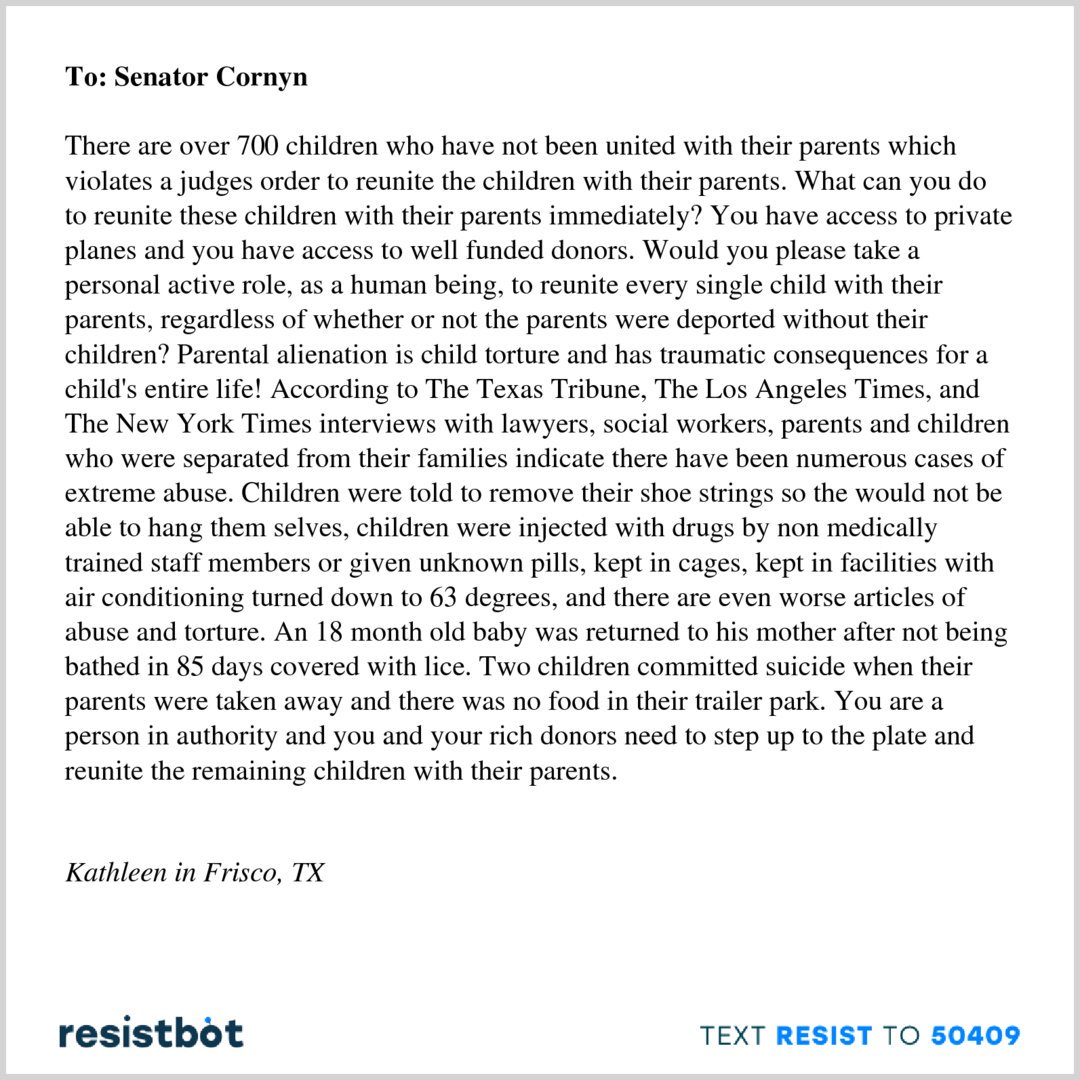 To: Senator Cornyn
There are over 700 children who have not been united with their parents which
violates a judges order to reunite the children with their parents. What can you do
to reunite these children with their parents immediately? You have access to private
planes and you have access to well funded donors. Would you please take a
personal active role, as a human being, to reunite every single child with their
parents, regardless of whether or not the parents were deported without their
children? Parental alienation is child torture and has traumatic consequences for a
child's entire life! According to The Texas Tribune, The Los Angeles Times, and
The New York Times interviews with lawyers, social workers, parents and children
who were separated from their families indicate there have been numerous cases of
extreme abuse. Children were told to remove their shoe strings so the would not be
able to hang them selves, children were injected with drugs by non medically
trained staff members or given unknown pills, kept in cages, kept in facilities with
air conditioning turned down to 63 degrees, and there are even worse articles of
abuse and torture. An 18 month old baby was returned to his mother after not being
bathed in 85 days covered with lice. Two children committed suicide when their
parents were taken away and there was no food in their trailer park. You are a
person in authority and you and your rich donors need to step up to the plate and
reunite the remaining children with their parents.
Kathleen in Frisco, TX
resistbot
TEXT RESIST TO 50409